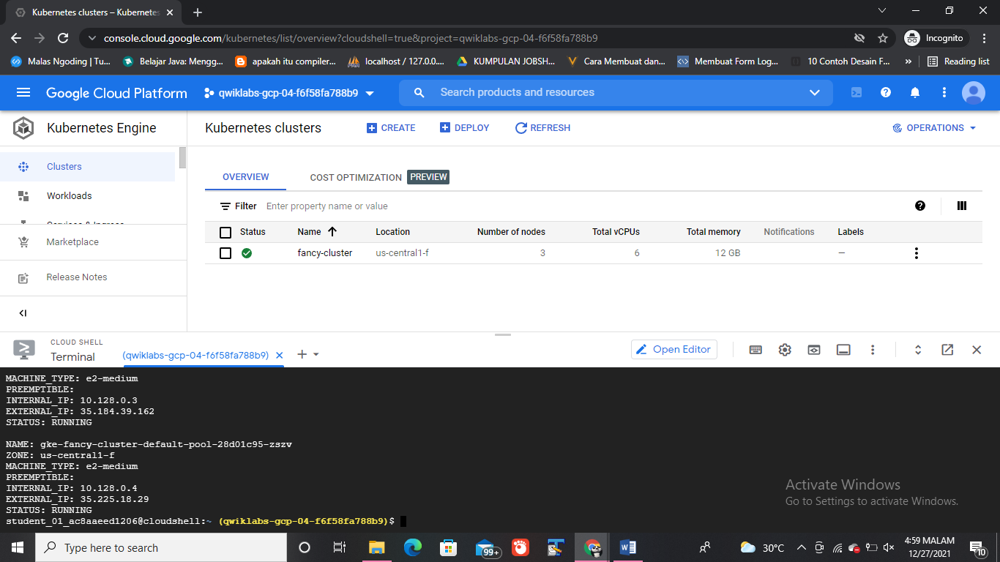 Kubernetes clusters – Kubernetes
console.cloud.google.com/kubernetes/list/overview?cloudshell=true&project=qwiklabs-gcp-04-f6f58fa788b9
Incognito
Malas Ngoding | Tu...
Belajar Java: Mengg...
apakah itu compiler...
localhost / 127.0.0....
KUMPULAN JOBSH...
Cara Membuat dan...
Membuat Form Log...
10 Contoh Desain F...
»
Reading list
Google Cloud Platform
qwiklabs-gcp-04-f6f58fa788b9
Search products and resources
Kubernetes Engine
Kubernetes clusters
CREATE
DEPLOY
REFRESH
OPERATIONS
Clusters
Workloads
Services & Ingress
Marketplace
Release Notes
OVERVIEW
COST OPTIMIZATION PREVIEW
Filter Enter property name or value
Status Name Location Number of nodes Total vCPUs Total memory Notifications Labels
fancy-cluster us-central1-f 3 6 12 GB —
CLOUD SHELL
Terminal
(qwiklabs-gcp-04-f6f58fa788b9)
Open Editor
MACHINE_TYPE: e2-medium
PREEMPTIBLE:
INTERNAL_IP: 10.128.0.3
EXTERNAL_IP: 35.184.39.162
STATUS: RUNNING
NAME: gke-fancy-cluster-default-pool-28d01c95-zszv
ZONE: us-central1-f
MACHINE_TYPE: e2-medium
PREEMPTIBLE:
INTERNAL_IP: 10.128.0.4
EXTERNAL_IP: 35.225.18.29
STATUS: RUNNING
student_01_ac8aaeed1206@cloudshell:~ (qwiklabs-gcp-04-f6f58fa788b9)$
Activate Windows
Go to Settings to activate Windows.
Type here to search
99+
30°C
4:59 MALAM
12/27/2021
10